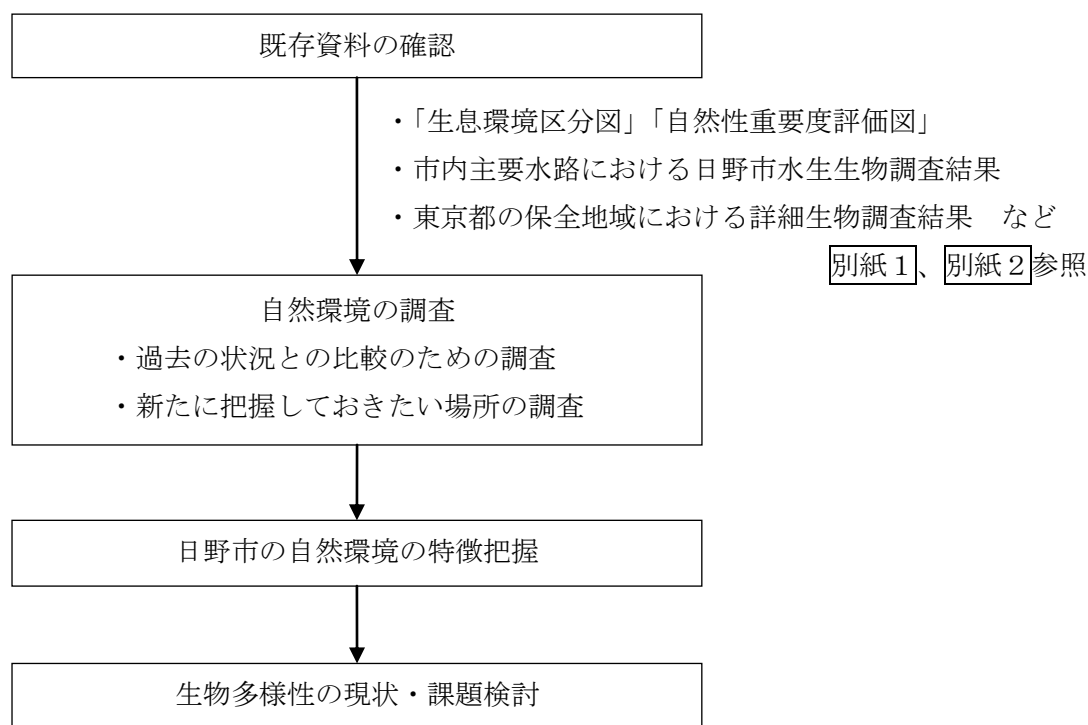 既存資料の確認
・「生息環境区分図」「自然性重要度評価図」
・市内主要水路における日野市水生生物調査結果
・東京都の保全地域における詳細生物調査結果　など
別紙１、別紙２参照
自然環境の調査
・過去の状況との比較のための調査
・新たに把握しておきたい場所の調査
日野市の自然環境の特徴把握
生物多様性の現状・課題検討